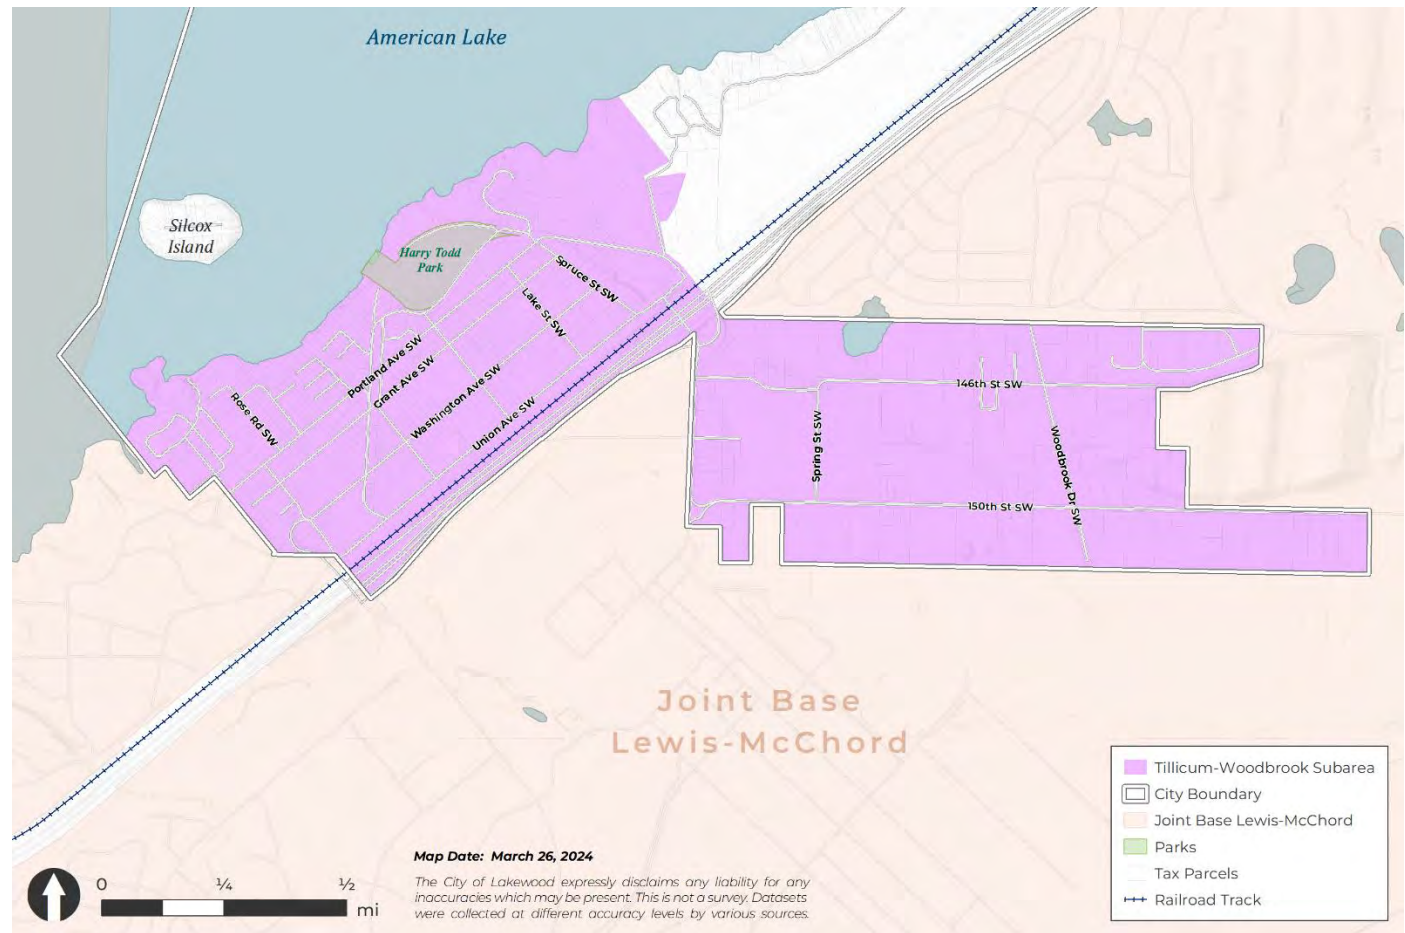 American Lake
Silcox
Island
Harry Todd
Park
Spruce St SW
Lake St SW
Portland Ave SW
Grant Ave SW
Washington Ave SW
Union Ave SW
Rose Rd SW
146th St SW
Spring St SW
Woodbrook Dr SW
150th St SW
Joint Base
Lewis-McChord
Tillicum-Woodbrook Subarea
City Boundary
Joint Base Lewis-McChord
Parks
Tax Parcels
Railroad Track
Map Date: March 26, 2024
The City of Lakewood expressly disclaims any liability for any
inaccuracies which may be present. This is not a survey. Datasets
were collected at different accuracy levels by various sources.
0 ¼ ½
mi